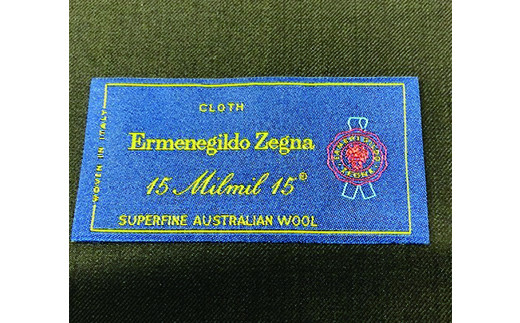 CLOTH
Ermenegildo Zegna
15 Milmil 15®
SUPERFINE AUSTRALIAN WOOL
WOVEN IN ITALY